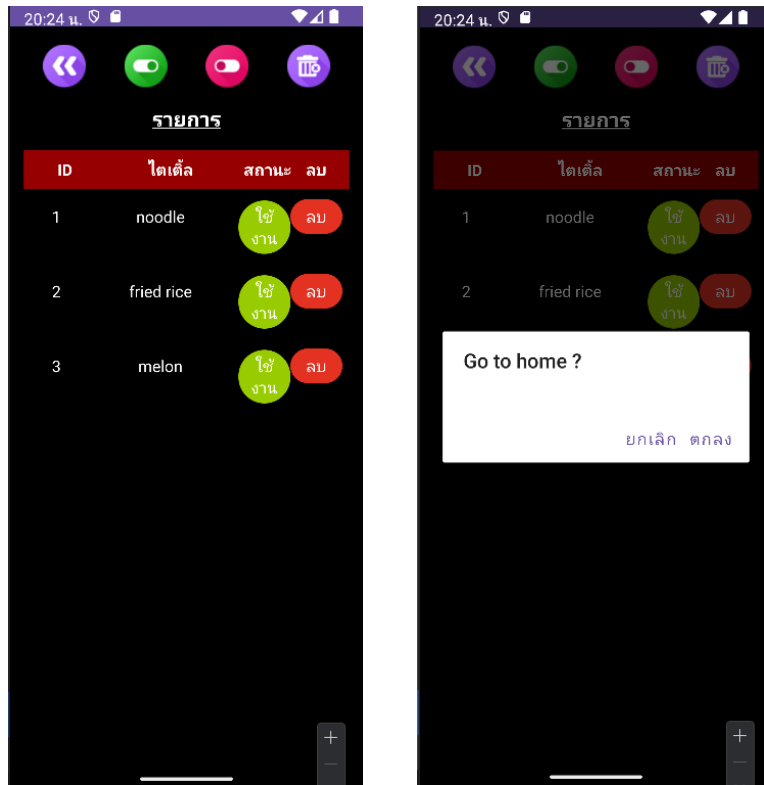 20:24 น.
รายการ
ID ไตเติ้ล สถานะ ลบ
1 noodle ใช้ งาน ลบ
2 fried rice ใช้ งาน ลบ
3 melon ใช้ งาน ลบ
20:24 น.
รายการ
ID ไตเติ้ล สถานะ ลบ
1 noodle ใช้ งาน ลบ
2 fried rice ใช้ งาน ลบ
Go to home ?
ยกเลิก ตกลง